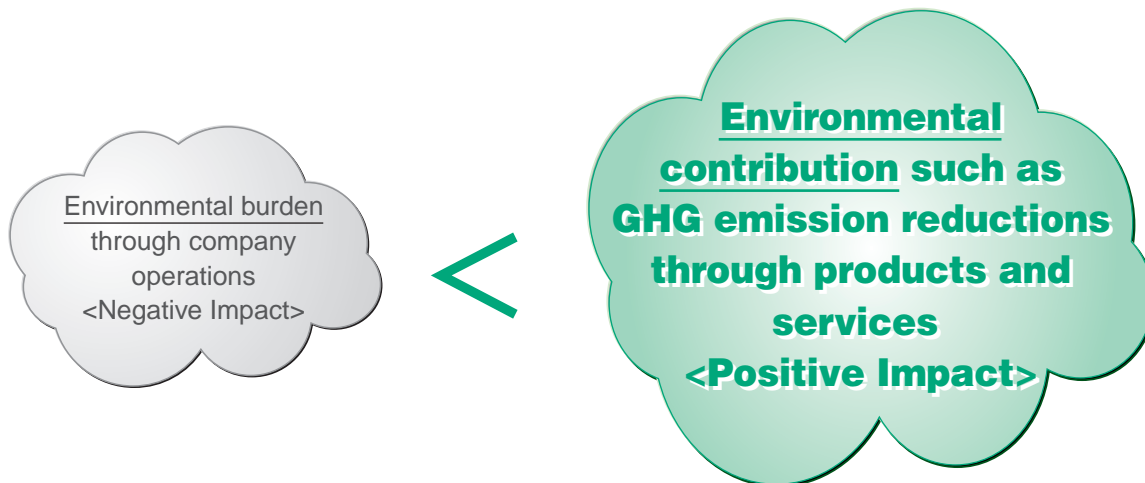 Environmental burden
through company
operations
<Negative Impact>
<
Environmental
contribution such as
GHG emission reductions
through products and
services
<Positive Impact>